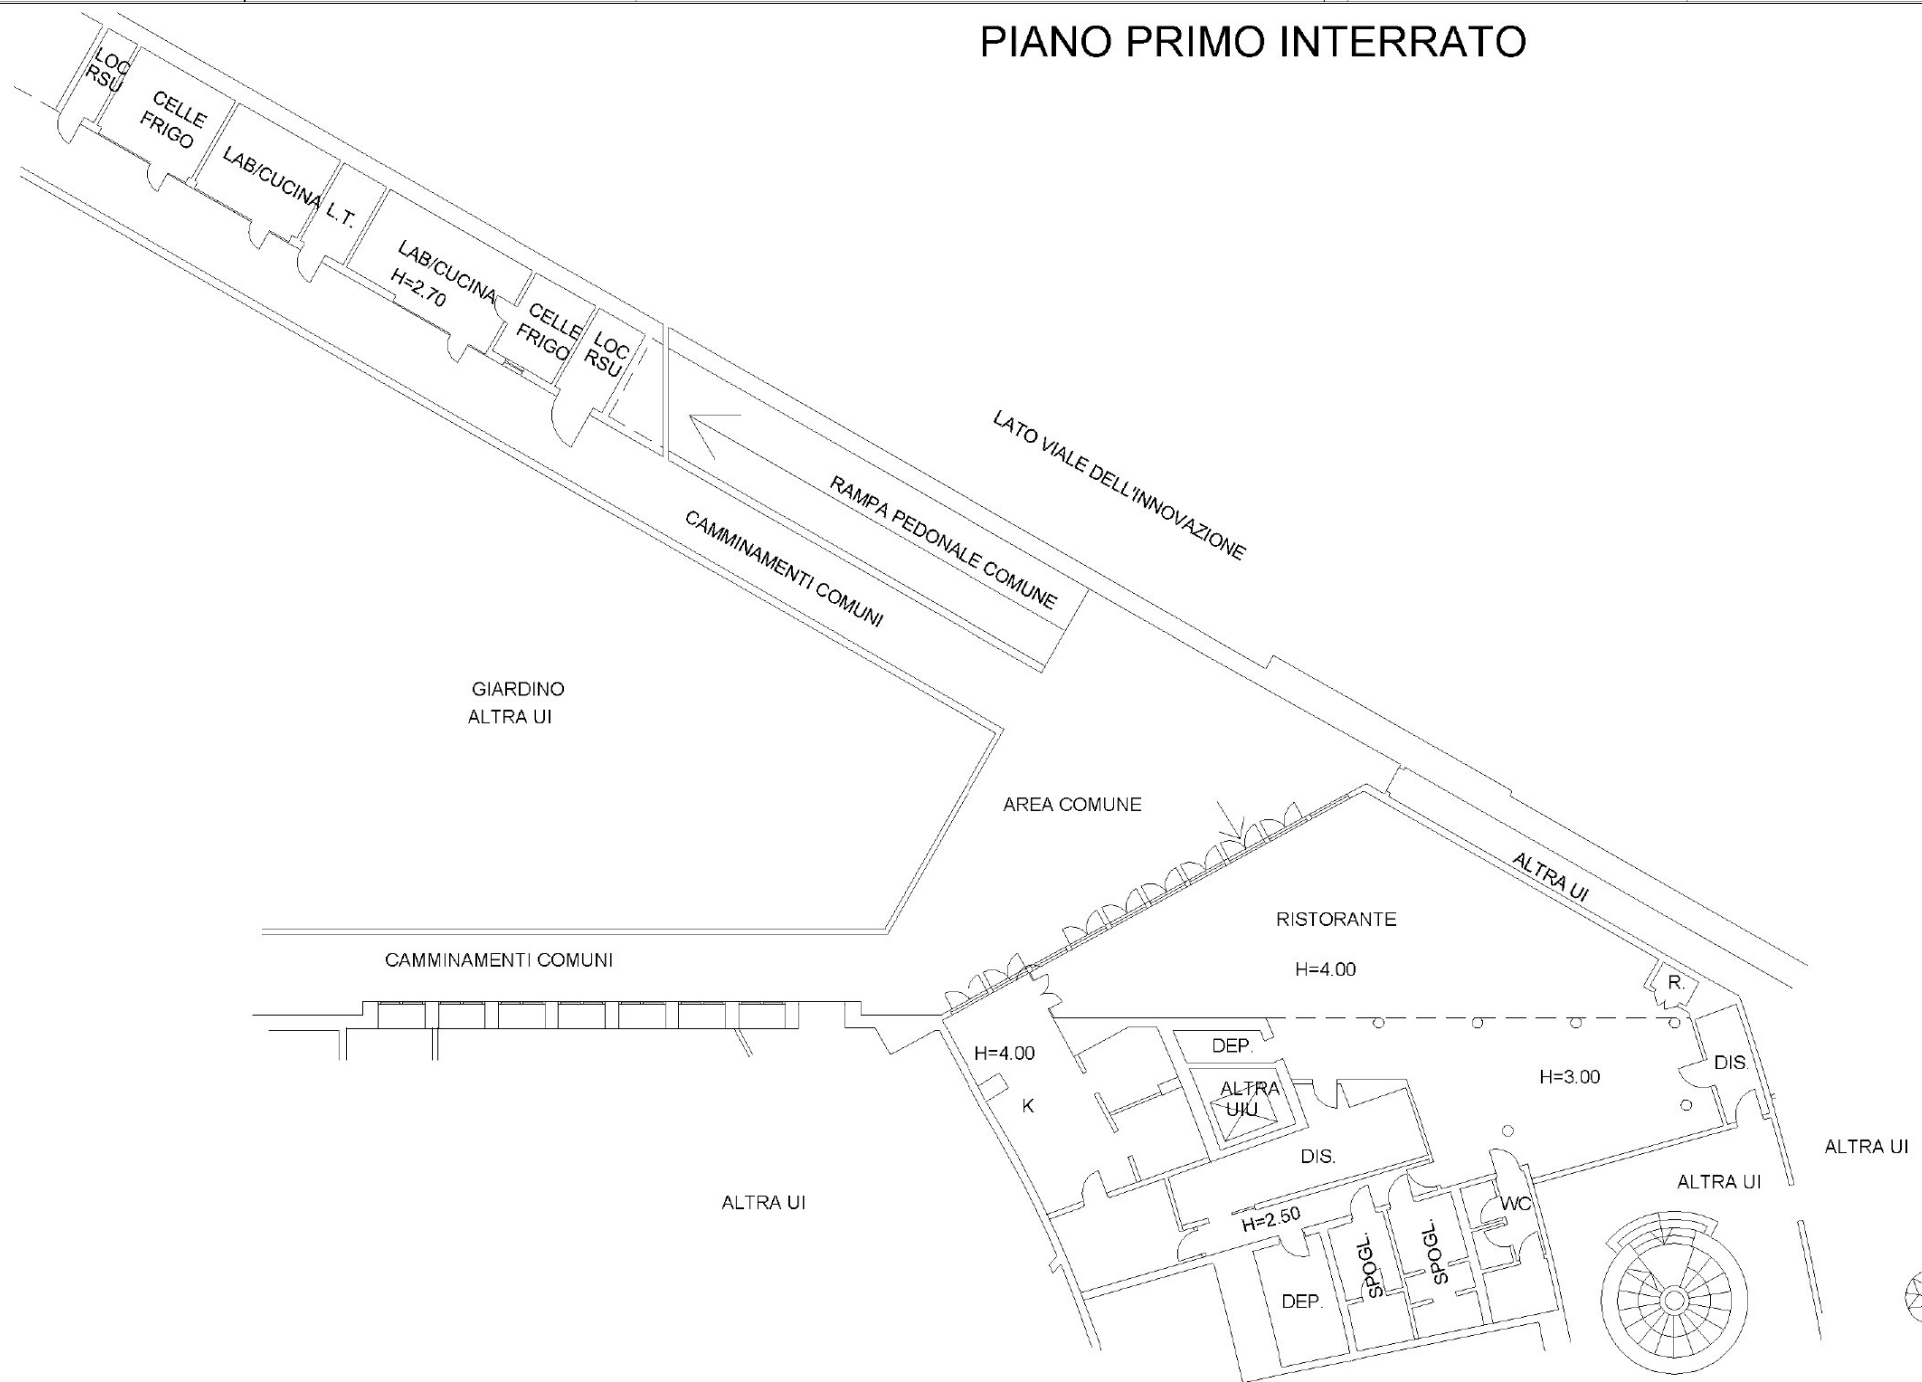 PIANO PRIMO INTERRATO
LOC
RSU
CELLE
FRIGO
LAB/CUCINA
L.T.
LAB/CUCINA
H=2.70
CELLE
FRIGO
LOC
RSU
LATO VIALE DELL'INNOVAZIONE
RAMPA PEDONALE COMUNE
CAMMINAMENTI COMUNI
GIARDINO
ALTRA UI
AREA COMUNE
ALTRA UI
RISTORANTE
H=4.00
CAMMINAMENTI COMUNI
R.
H=4.00
DEP.
DIS.
H=3.00
ALTRA
UIU
K
DIS.
ALTRA UI
ALTRA UI
ALTRA UI
WC
H=2.50
SPOGL.
SPOGL.
DEP.